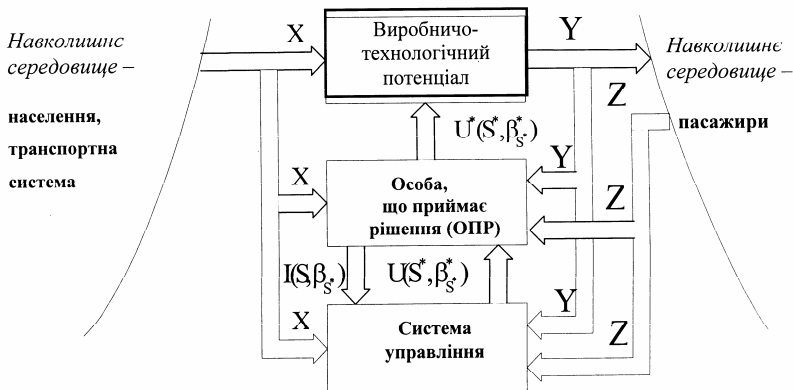 Навколишнє
середовище –
населення,
транспортна
система
X
Виробничо-
технологічний
потенціал
Y
Навколишнє
середовище –
пасажири
Z
U*(S*,β*S*)
Y
X
Особа,
що приймає
рішення (ОПР)
Z
I(S,βS*)
U(S*,β*S*)
Y
X
Система
управління
Z